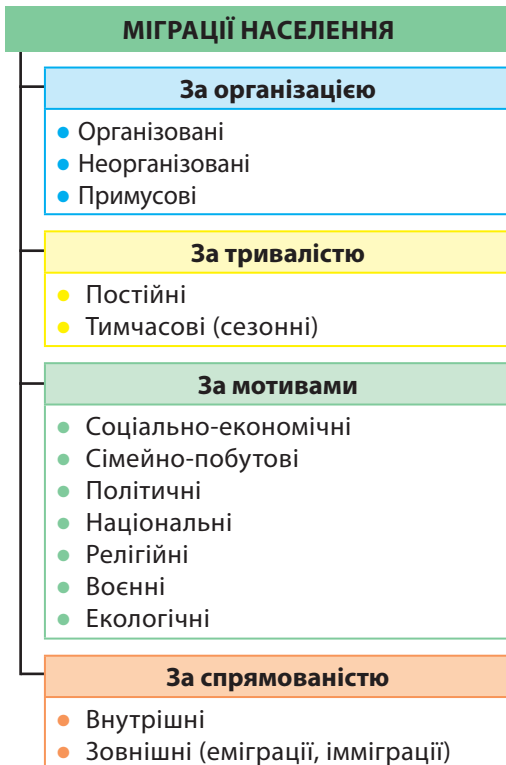 МІГРАЦІЇ НАСЕЛЕННЯ
За організацією
• Організовані
• Неорганізовані
• Примусові
За тривалістю
• Постійні
• Тимчасові (сезонні)
За мотивами
• Соціально-економічні
• Сімейно-побутові
• Політичні
• Національні
• Релігійні
• Воєнні
• Екологічні
За спрямованістю
• Внутрішні
• Зовнішні (еміграції, імміграції)